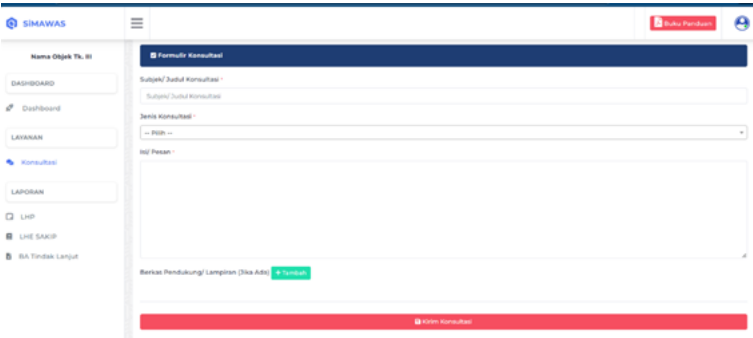 SiMAWAS
Buku Panduan
Nama Objek Tk. III
DASHBOARD
Dashboard
LAYANAN
Konsultasi
LAPORAN
LHP
LHE SAKIP
BA Tindak Lanjut
Formulir Konsultasi
Subjek/ Judul Konsultasi *
Subjek/ Judul Konsultasi
Jenis Konsultasi *
-- Pilih --
Isi/ Pesan *
Berkas Pendukung/ Lampiran (Jika Ada) + Tambah
Kirim Konsultasi